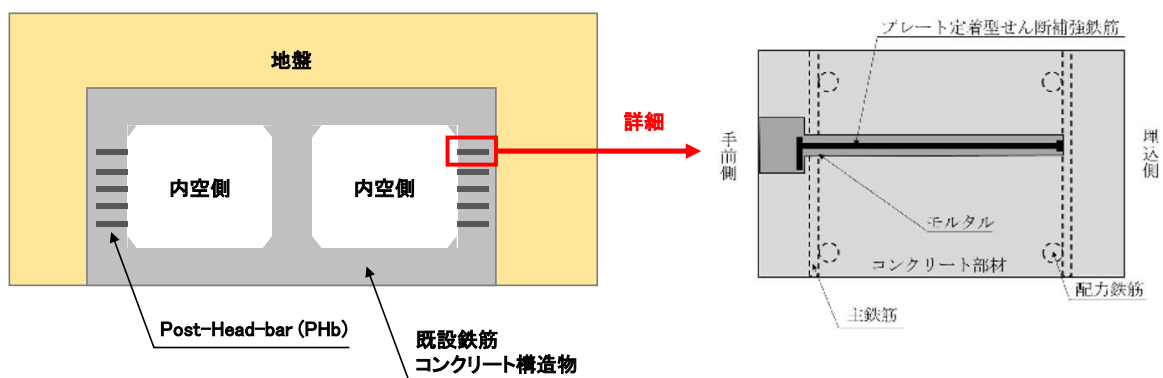 地盤
内空側
内空側
Post-Head-bar (PHb)
既設鉄筋
コンクリート構造物
詳細
プレート定着型せん断補強鉄筋
手前側
埋込側
モルタル
コンクリート部材
配力鉄筋
主鉄筋